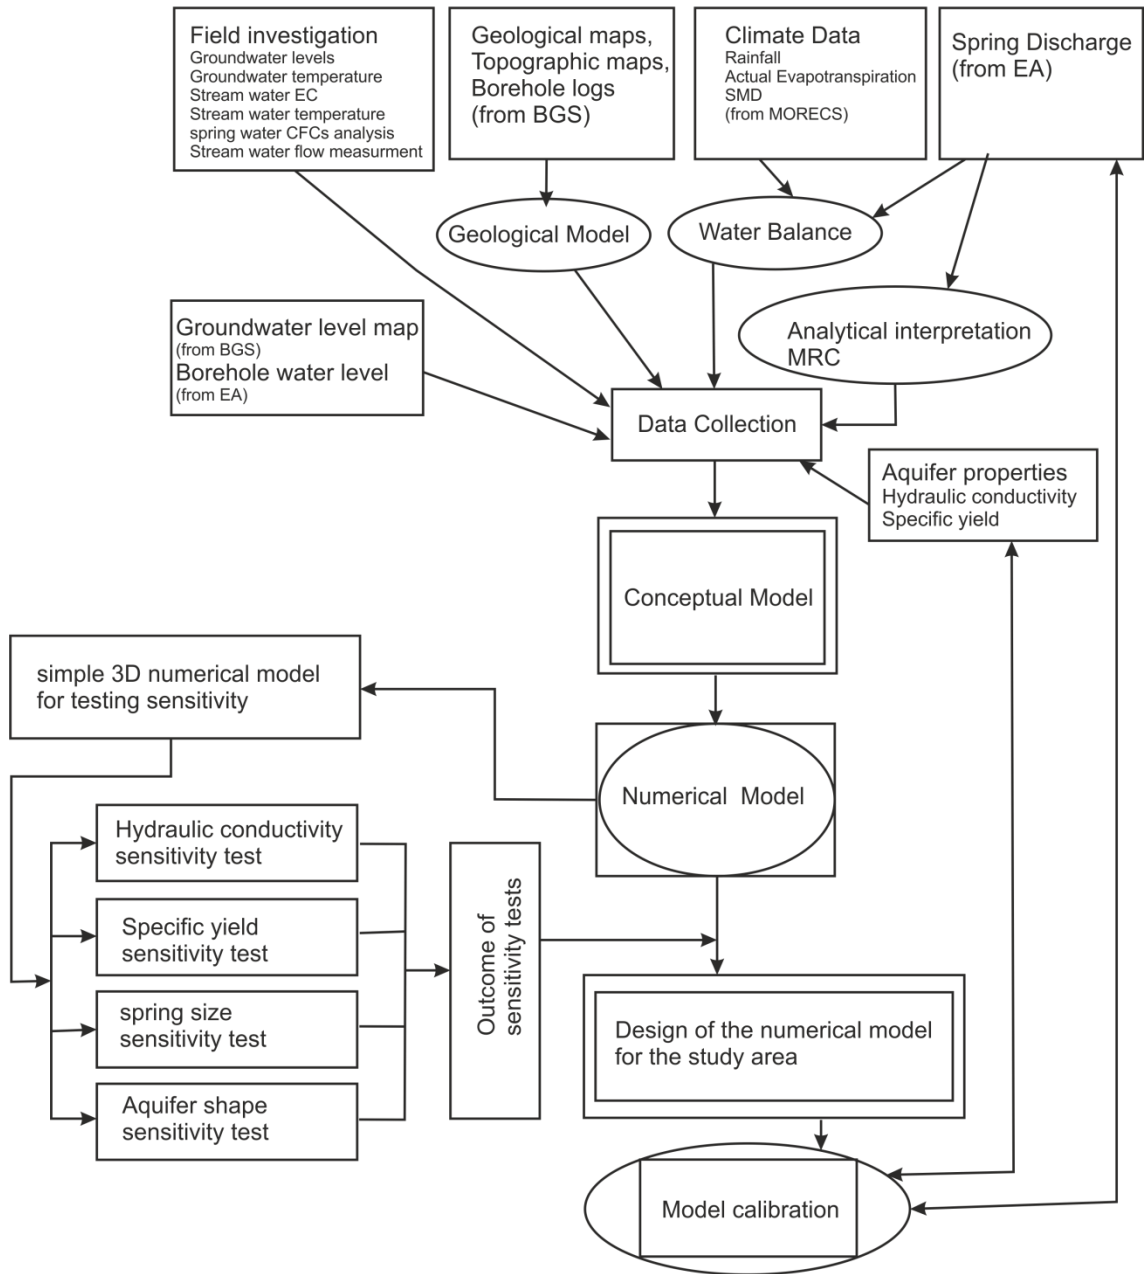 Field investigation
Groundwater levels
Groundwater temperature
Stream water EC
Stream water temperature
spring water CFCs analysis
Stream water flow measurment
Geological maps,
Topographic maps,
Borehole logs
(from BGS)
Climate Data
Rainfall
Actual Evapotranspiration
SMD
(from MORECS)
Spring Discharge
(from EA)
Geological Model
Water Balance
Groundwater level map
(from BGS)
Borehole water level
(from EA)
Analytical interpretation
MRC
Data Collection
Aquifer properties
Hydraulic conductivity
Specific yield
Conceptual Model
simple 3D numerical model
for testing sensitivity
Numerical Model
Hydraulic conductivity
sensitivity test
Specific yield
sensitivity test
spring size
sensitivity test
Aquifer shape
sensitivity test
Outcome of
sensitivity tests
Design of the numerical model
for the study area
Model calibration